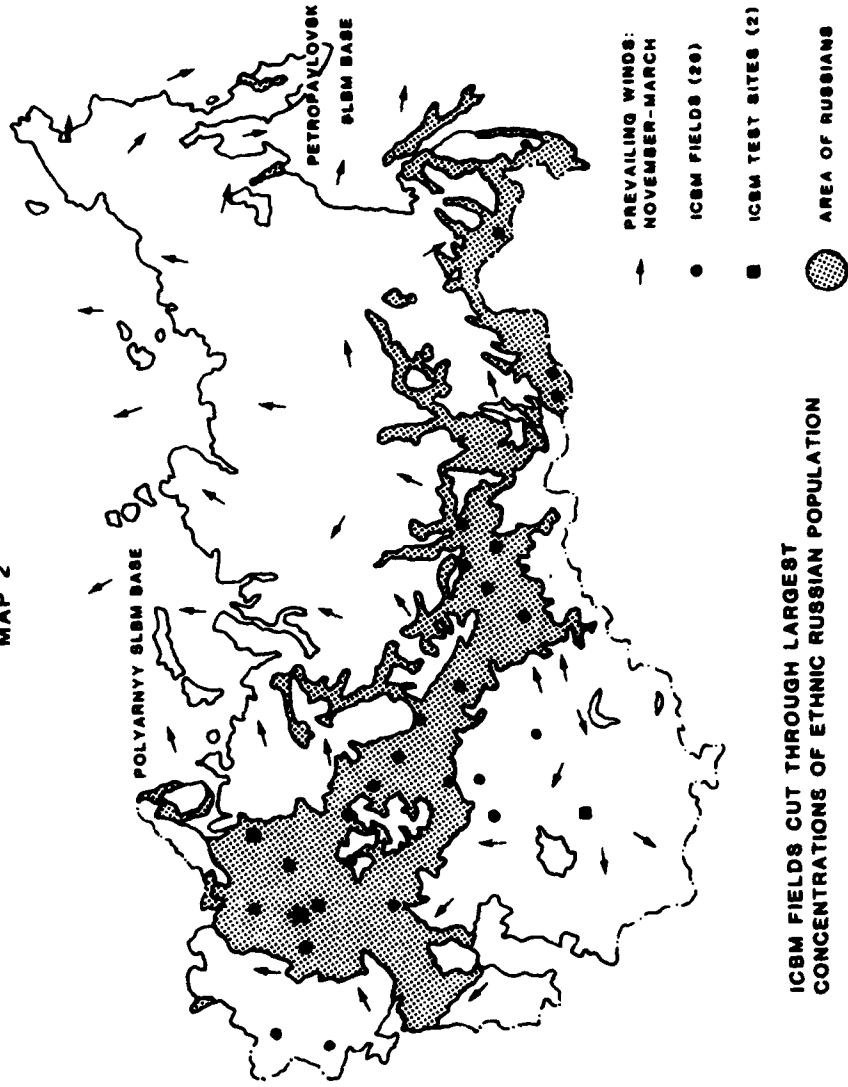 MAP 2
POLYARNYY SLBM BASE
PETROPAVLOVSK
SLBM BASE
PREVAILING WINDS:
NOVEMBER-MARCH
ICBM FIELDS (26)
ICBM TEST SITES (2)
AREA OF RUSSIANS
ICBM FIELDS CUT THROUGH LARGEST
CONCENTRATIONS OF ETHNIC RUSSIAN POPULATION